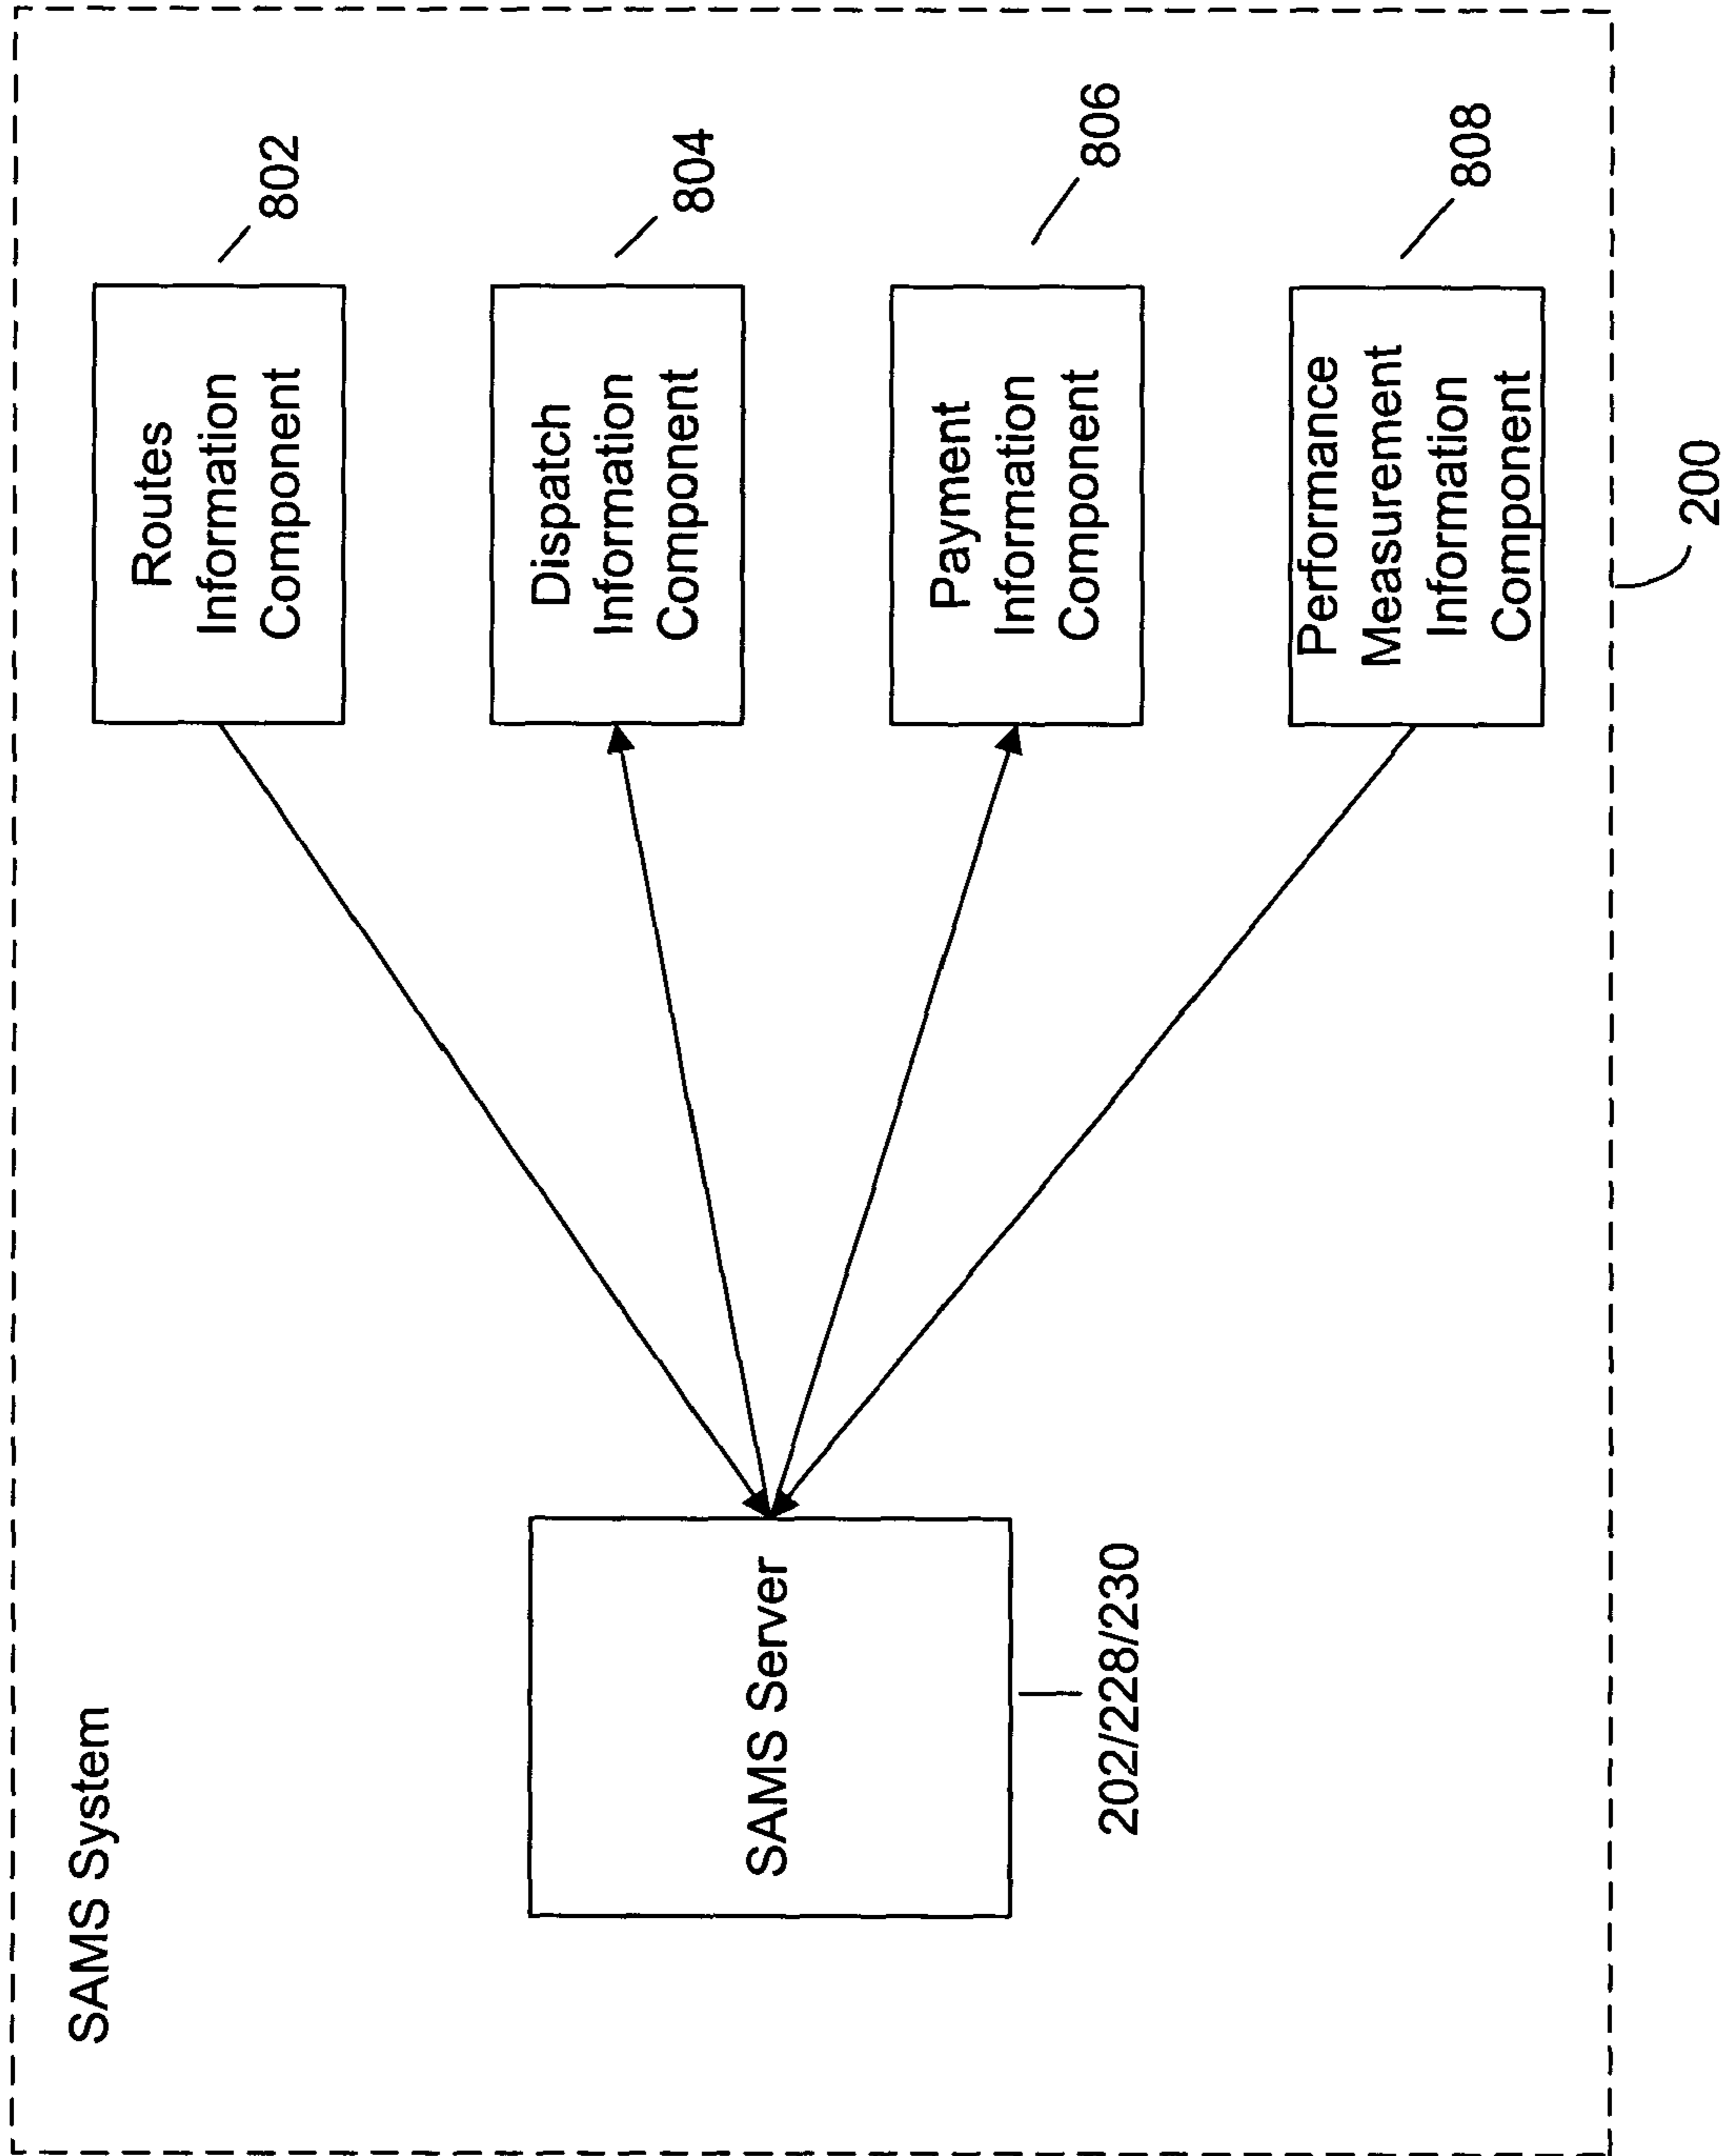 SAMS System
SAMS Server
202/228/230
Routes
Information
Component
802
Dispatch
Information
Component
804
Payment
Information
Component
806
Performance
Measurement
Information
Component
808
200